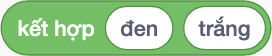 kết hợp đen trắng